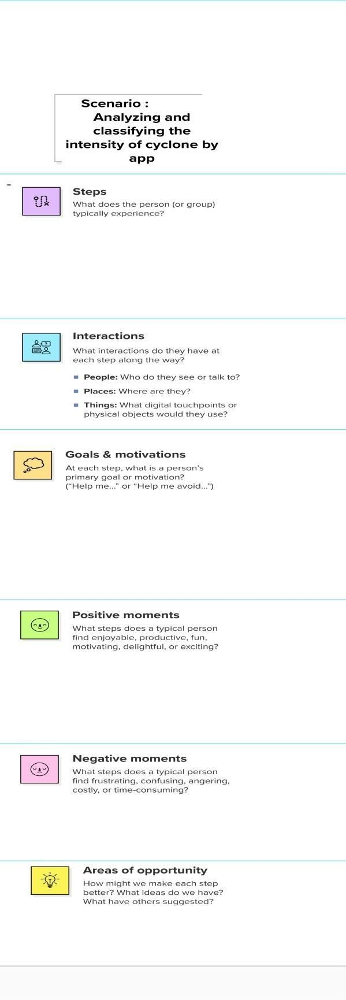 Scenario :
Analyzing and
classifying the
intensity of cyclone by
app
=
Steps
What does the person (or group)
typically experience?
Interactions
What interactions do they have at
each step along the way?
People: Who do they see or talk to?
Places: Where are they?
Things: What digital touchpoints or
physical objects would they use?
Goals & motivations
At each step, what is a person’s
primary goal or motivation?
(“Help me...” or “Help me avoid...”)
Positive moments
What steps does a typical person
find enjoyable, productive, fun,
motivating, delightful, or exciting?
Negative moments
What steps does a typical person
find frustrating, confusing, angering,
costly, or time-consuming?
Areas of opportunity
How might we make each step
better? What ideas do we have?
What have others suggested?